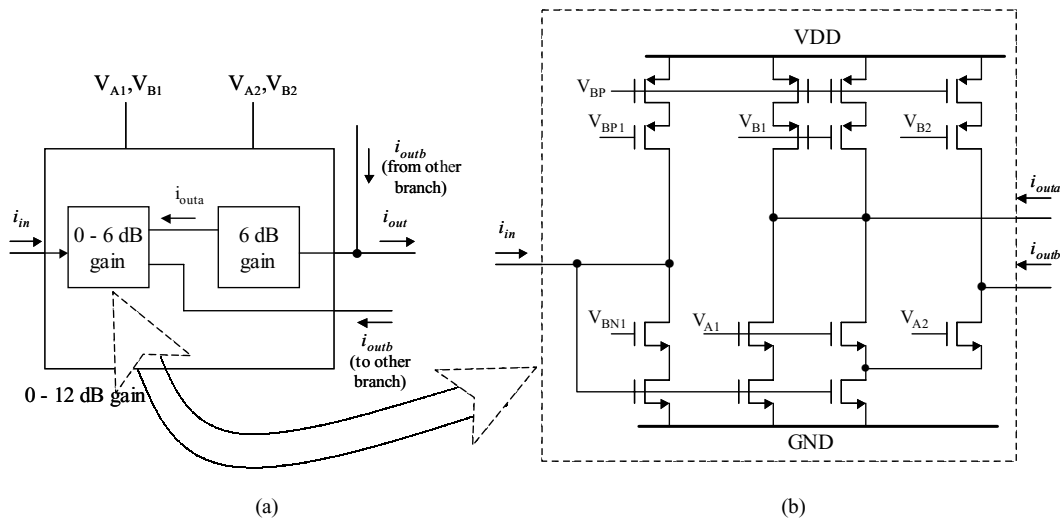 V_A1,V_B1
V_A2,V_B2
i_outb
(from other
branch)
i_outa
i_out
i_in
0 - 6 dB
gain
6 dB
gain
i_outb
(to other
branch)
0 - 12 dB gain
(a)
VDD
V_BP
V_BP1
V_B1
V_B2
i_outa
i_in
i_outb
V_BN1
V_A1
V_A2
GND
(b)